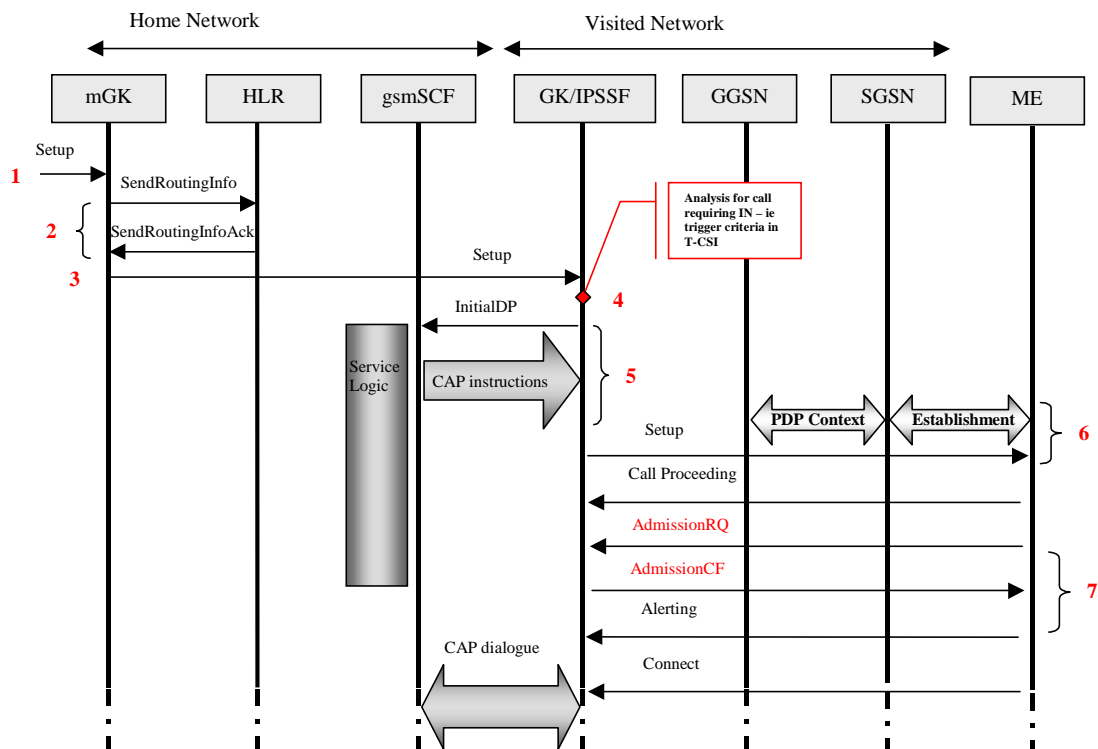 Home Network
Visited Network
mGK
HLR
gsmSCF
GK/IPSSF
GGSN
SGSN
ME
Setup
1
SendRoutingInfo
2
SendRoutingInfoAck
3
Setup
Analysis for call
requiring IN – ie
trigger criteria in
T-CSI
4
InitialDP
Service
Logic
CAP instructions
5
PDP Context
Establishment
6
Setup
Call Proceeding
AdmissionRQ
AdmissionCF
7
Alerting
CAP dialogue
Connect